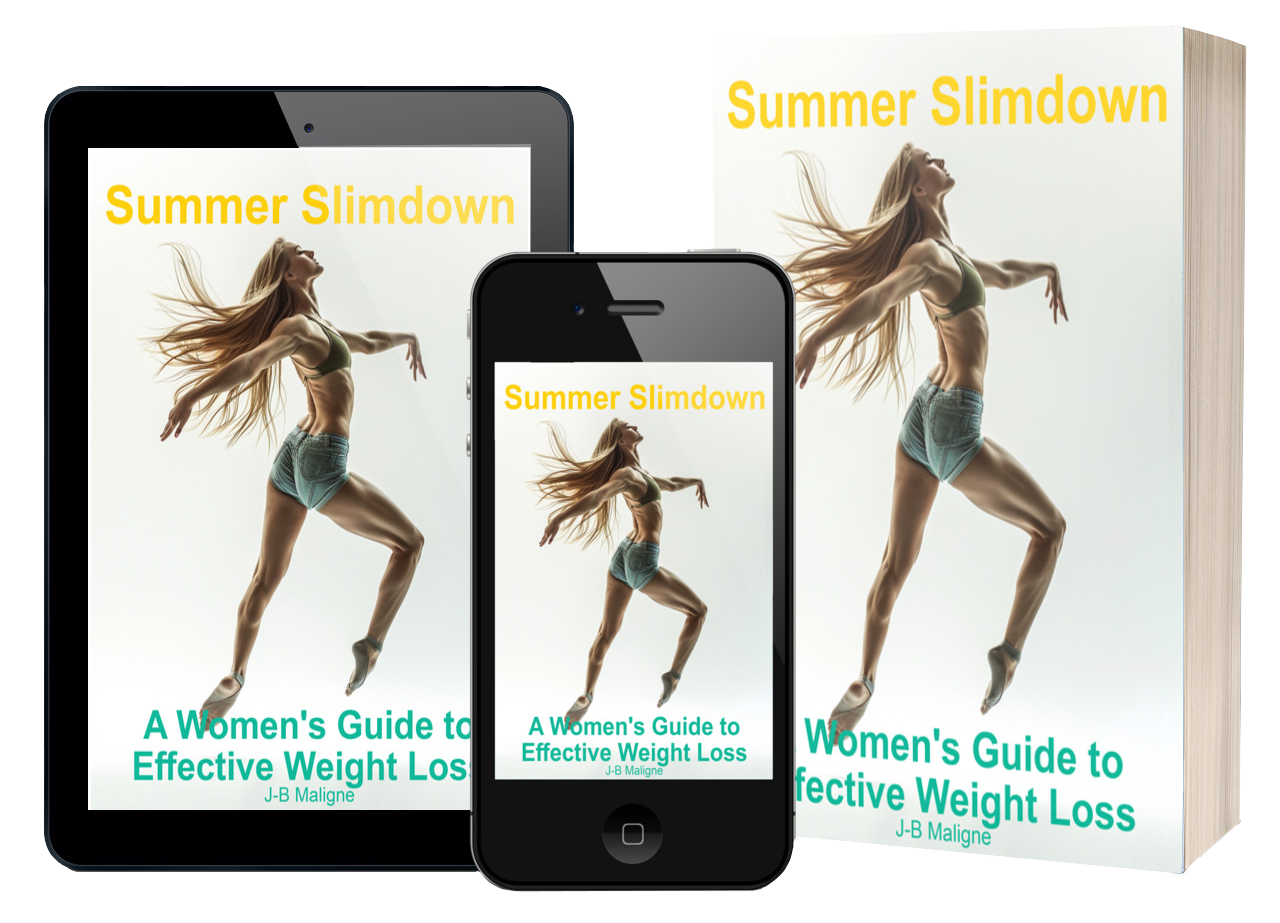 Summer Slimdown
A Women's Guide to
Effective Weight Loss
J-B Maligne
Summer Slimdown
A Women's Guide to
Effective Weight Loss
J-B Maligne
Summer Slimdown
Women's Guide to
fective Weight Loss
J-B Maligne